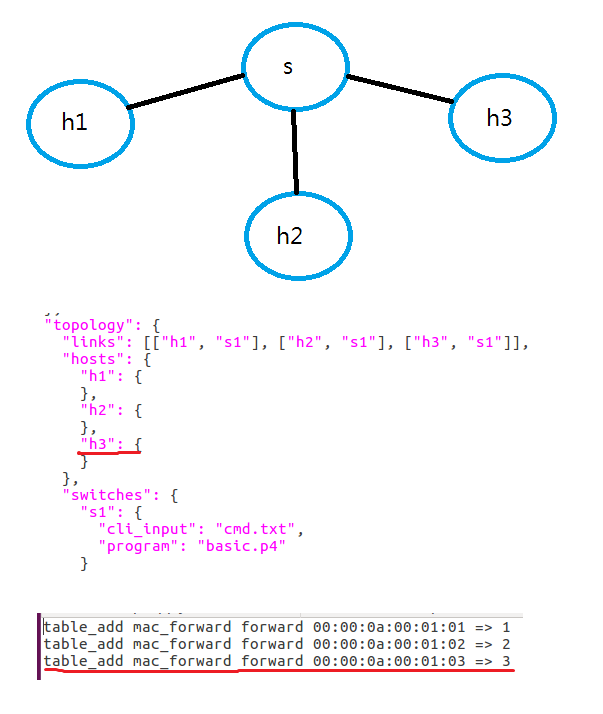 s
h1
h3
h2
"topology": {
"links": [["h1", "s1"], ["h2", "s1"], ["h3", "s1"]],
"hosts": {
"h1": {
},
"h2": {
},
"h3": {
}
},
"switches": {
"s1": {
"cli_input": "cmd.txt",
"program": "basic.p4"
}
table_add mac_forward forward 00:00:0a:00:01:01 => 1
table_add mac_forward forward 00:00:0a:00:01:02 => 2
table_add mac_forward forward 00:00:0a:00:01:03 => 3